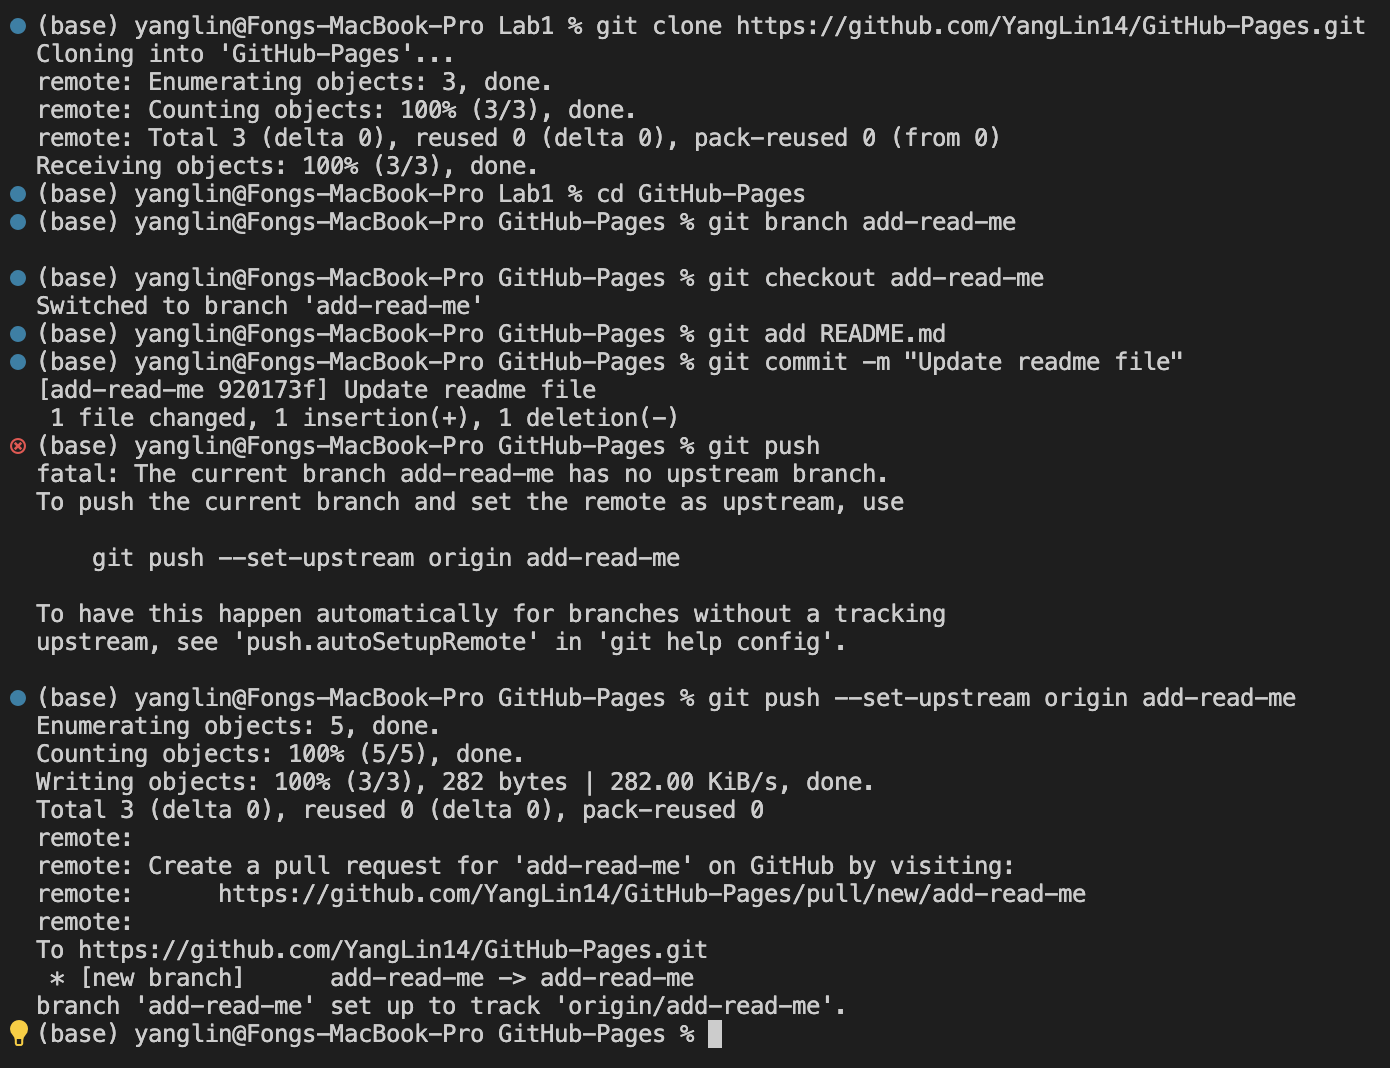 (base) yanglin@Fongs-MacBook-Pro Lab1 % git clone https://github.com/YangLin14/GitHub-Pages.git
Cloning into 'GitHub-Pages'...
remote: Enumerating objects: 3, done.
remote: Counting objects: 100% (3/3), done.
remote: Total 3 (delta 0), reused 0 (delta 0), pack-reused 0 (from 0)
Receiving objects: 100% (3/3), done.
(base) yanglin@Fongs-MacBook-Pro Lab1 % cd GitHub-Pages
(base) yanglin@Fongs-MacBook-Pro GitHub-Pages % git branch add-read-me
(base) yanglin@Fongs-MacBook-Pro GitHub-Pages % git checkout add-read-me
Switched to branch 'add-read-me'
(base) yanglin@Fongs-MacBook-Pro GitHub-Pages % git add README.md
(base) yanglin@Fongs-MacBook-Pro GitHub-Pages % git commit -m "Update readme file"
[add-read-me 920173f] Update readme file
 1 file changed, 1 insertion(+), 1 deletion(-)
(base) yanglin@Fongs-MacBook-Pro GitHub-Pages % git push
fatal: The current branch add-read-me has no upstream branch.
To push the current branch and set the remote as upstream, use
    git push --set-upstream origin add-read-me
To have this happen automatically for branches without a tracking
upstream, see 'push.autoSetupRemote' in 'git help config'.
(base) yanglin@Fongs-MacBook-Pro GitHub-Pages % git push --set-upstream origin add-read-me
Enumerating objects: 5, done.
Counting objects: 100% (5/5), done.
Writing objects: 100% (3/3), 282 bytes | 282.00 KiB/s, done.
Total 3 (delta 0), reused 0 (delta 0), pack-reused 0
remote:
remote: Create a pull request for 'add-read-me' on GitHub by visiting:
remote:      https://github.com/YangLin14/GitHub-Pages/pull/new/add-read-me
remote:
To https://github.com/YangLin14/GitHub-Pages.git
 * [new branch]      add-read-me -> add-read-me
branch 'add-read-me' set up to track 'origin/add-read-me'.
(base) yanglin@Fongs-MacBook-Pro GitHub-Pages %